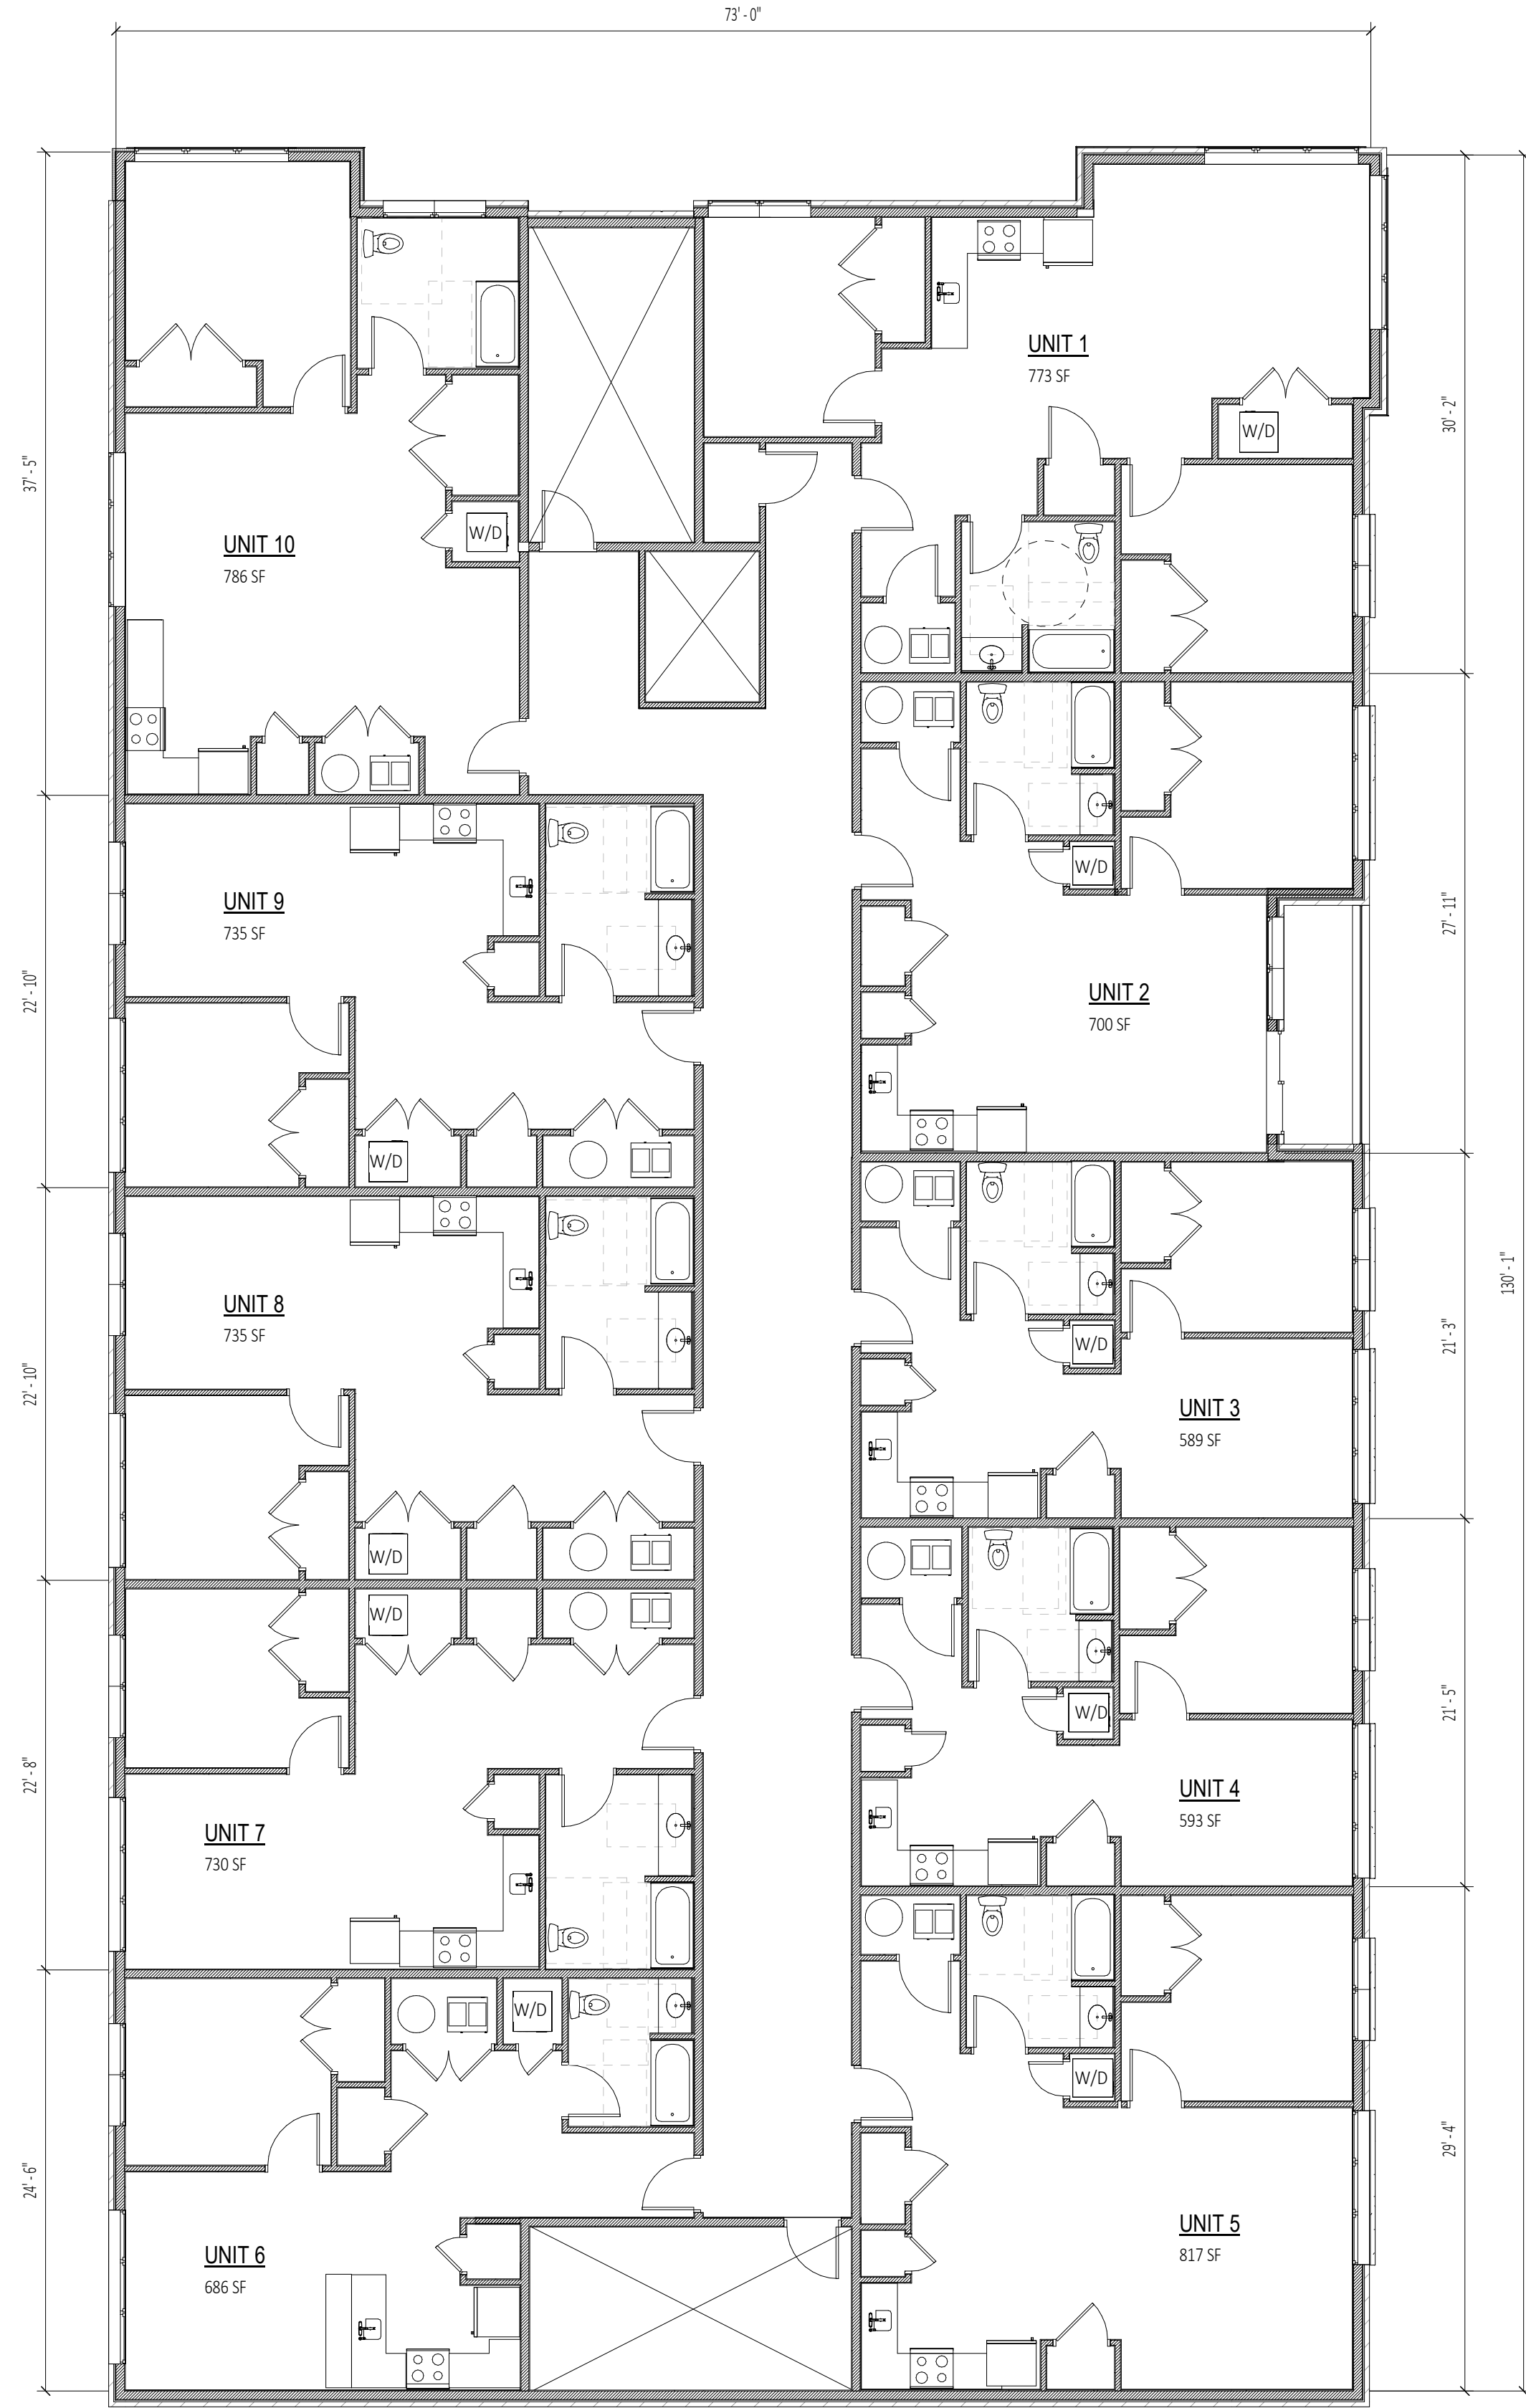 73' - 0"
UNIT 1
773 SF
30' - 2"
W/D
37' - 5"
W/D
UNIT 10
786 SF
W/D
UNIT 9
735 SF
27' - 11"
22' - 10"
UNIT 2
700 SF
W/D
130' - 1"
UNIT 8
735 SF
21' - 3"
W/D
22' - 10"
UNIT 3
589 SF
W/D
W/D
21' - 5"
W/D
22' - 8"
UNIT 4
593 SF
UNIT 7
730 SF
W/D
W/D
29' - 4"
24' - 6"
UNIT 5
817 SF
UNIT 6
686 SF